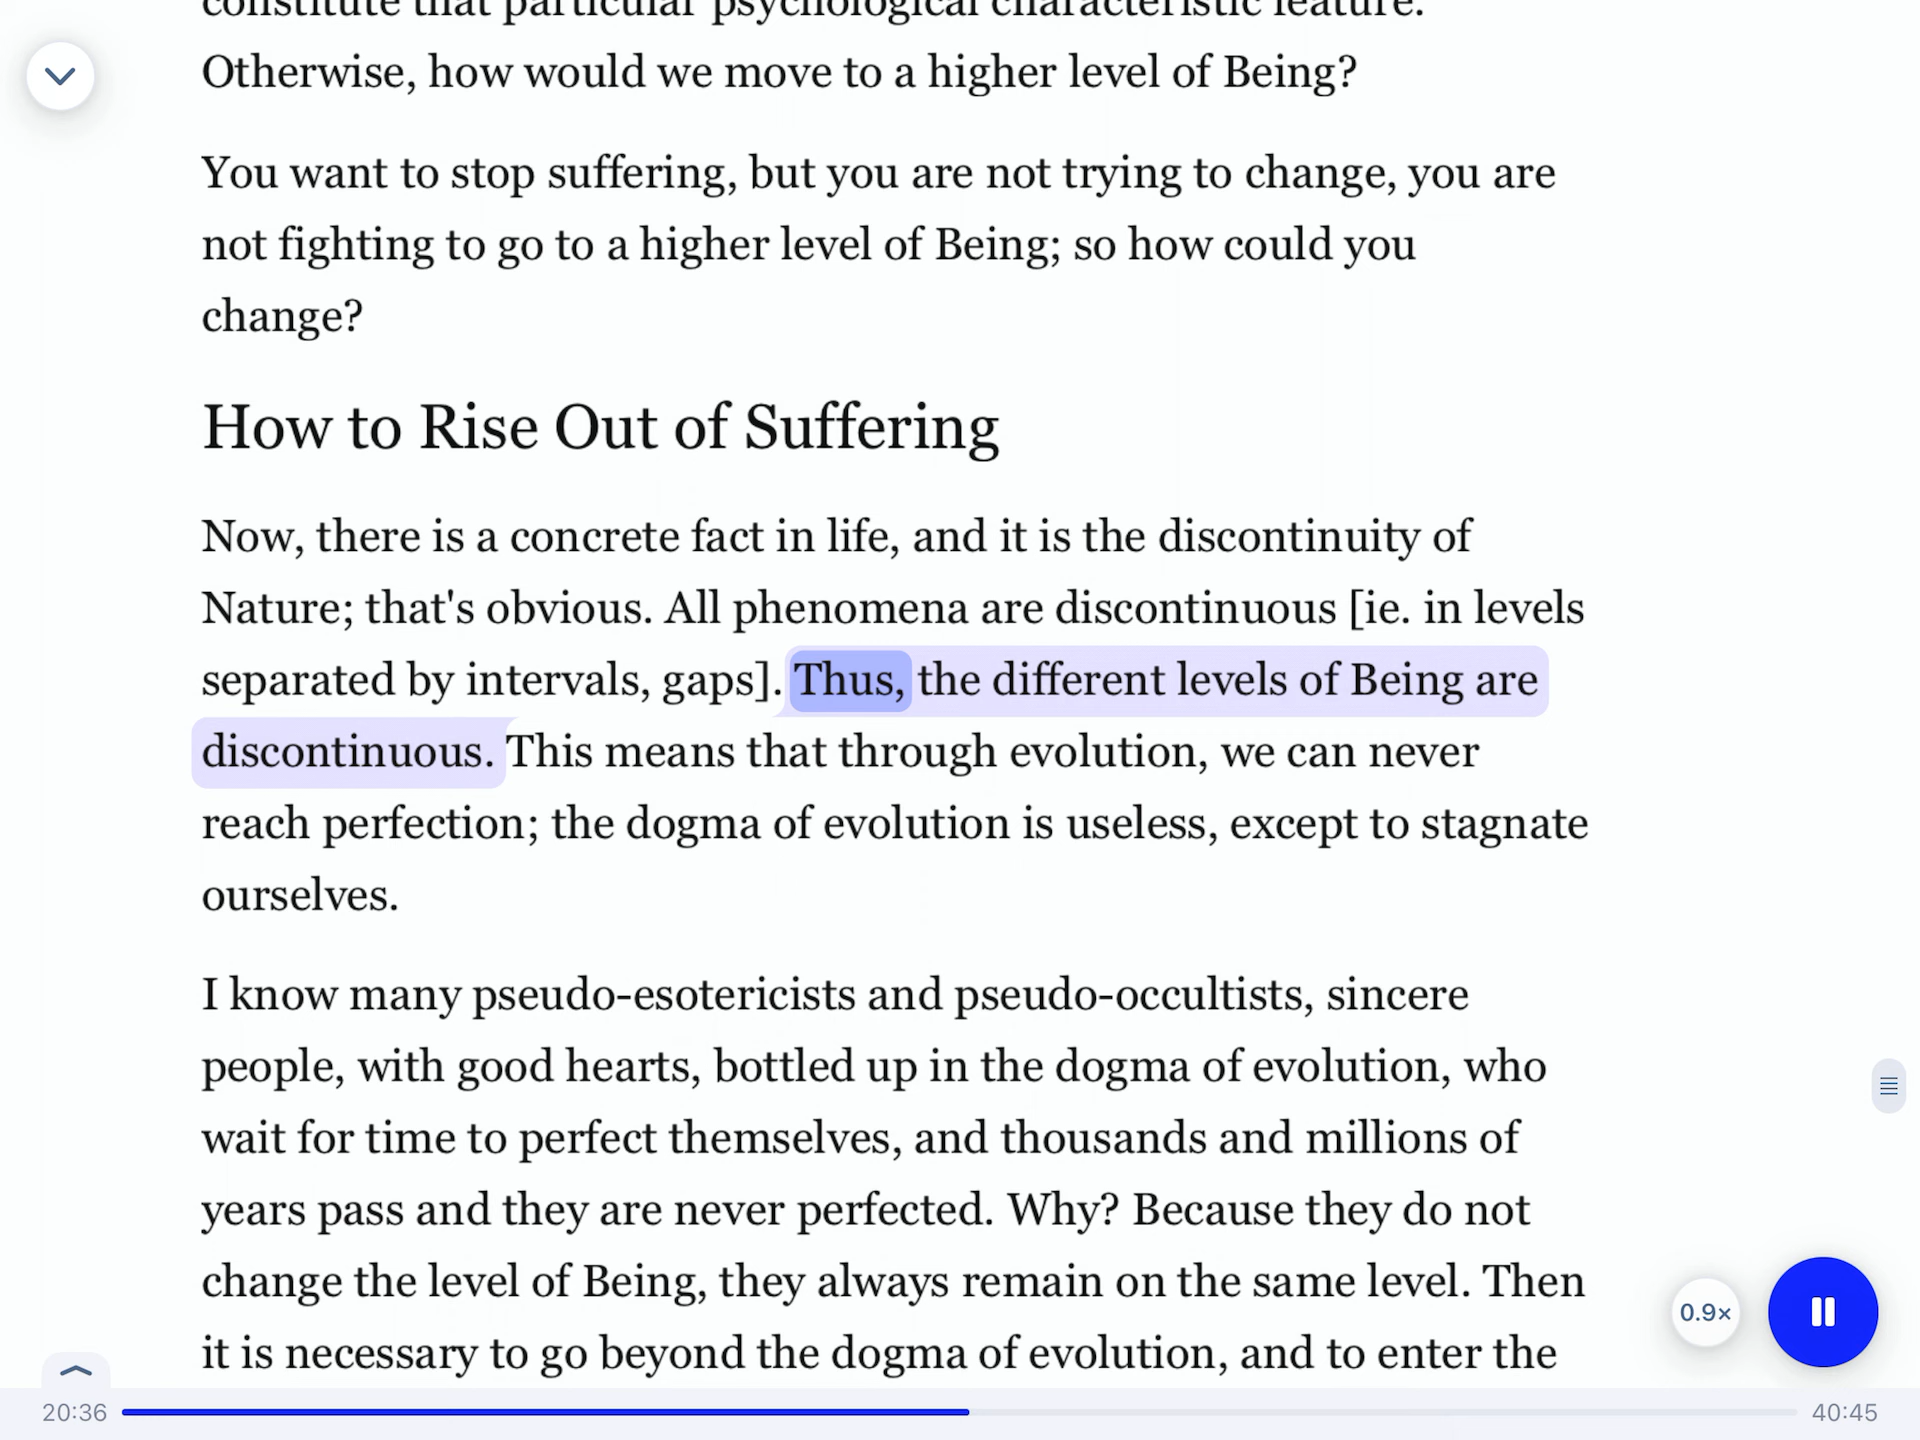 constitute that particular psychological characteristic feature.
Otherwise, how would we move to a higher level of Being?
You want to stop suffering, but you are not trying to change, you are
not fighting to go to a higher level of Being; so how could you
change?
How to Rise Out of Suffering
Now, there is a concrete fact in life, and it is the discontinuity of
Nature; that's obvious. All phenomena are discontinuous [ie. in levels
separated by intervals, gaps]. Thus, the different levels of Being are
discontinuous. This means that through evolution, we can never
reach perfection; the dogma of evolution is useless, except to stagnate
ourselves.
I know many pseudo-esotericists and pseudo-occultists, sincere
people, with good hearts, bottled up in the dogma of evolution, who
wait for time to perfect themselves, and thousands and millions of
years pass and they are never perfected. Why? Because they do not
change the level of Being, they always remain on the same level. Then
it is necessary to go beyond the dogma of evolution, and to enter the
0.9×
20:36
40:45